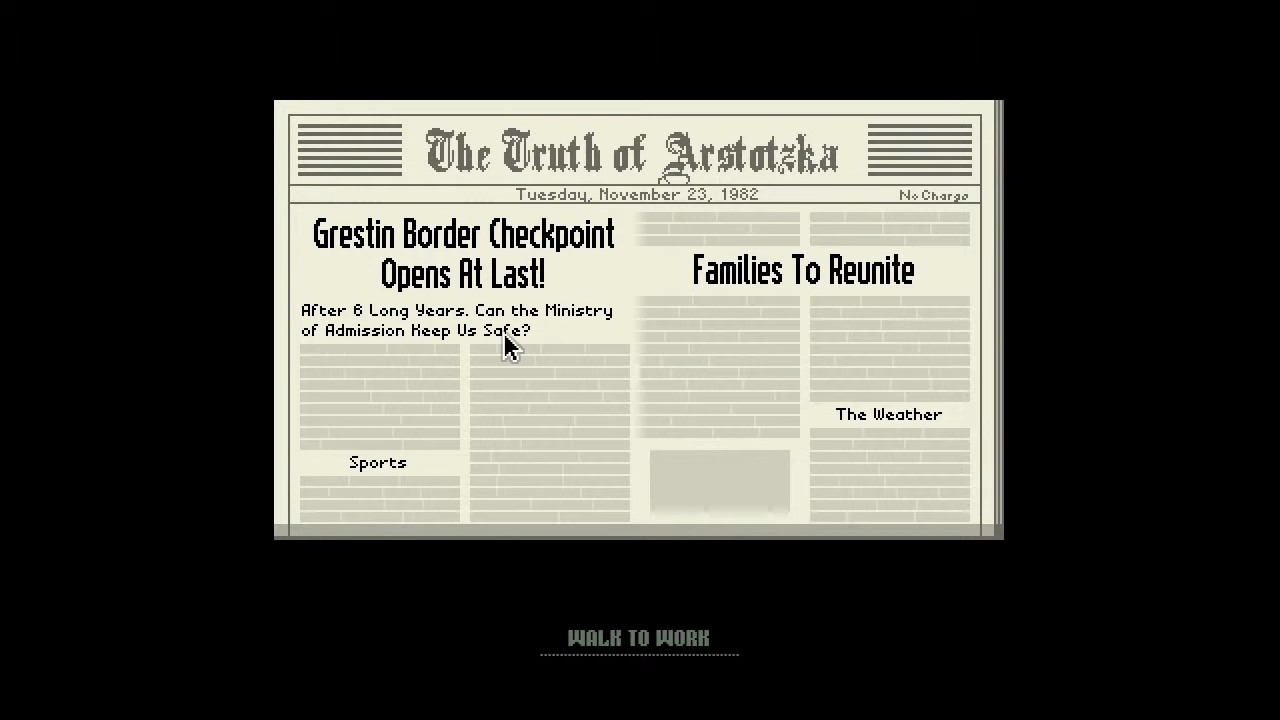 The Truth of Arstotzka
Tuesday, November 23, 1982
No Charge
Grestin Border Checkpoint
Opens At Last!
After 6 Long Years. Can the Ministry
of Admission Keep Us Safe?
Sports
Families To Reunite
The Weather
WALK TO WORK